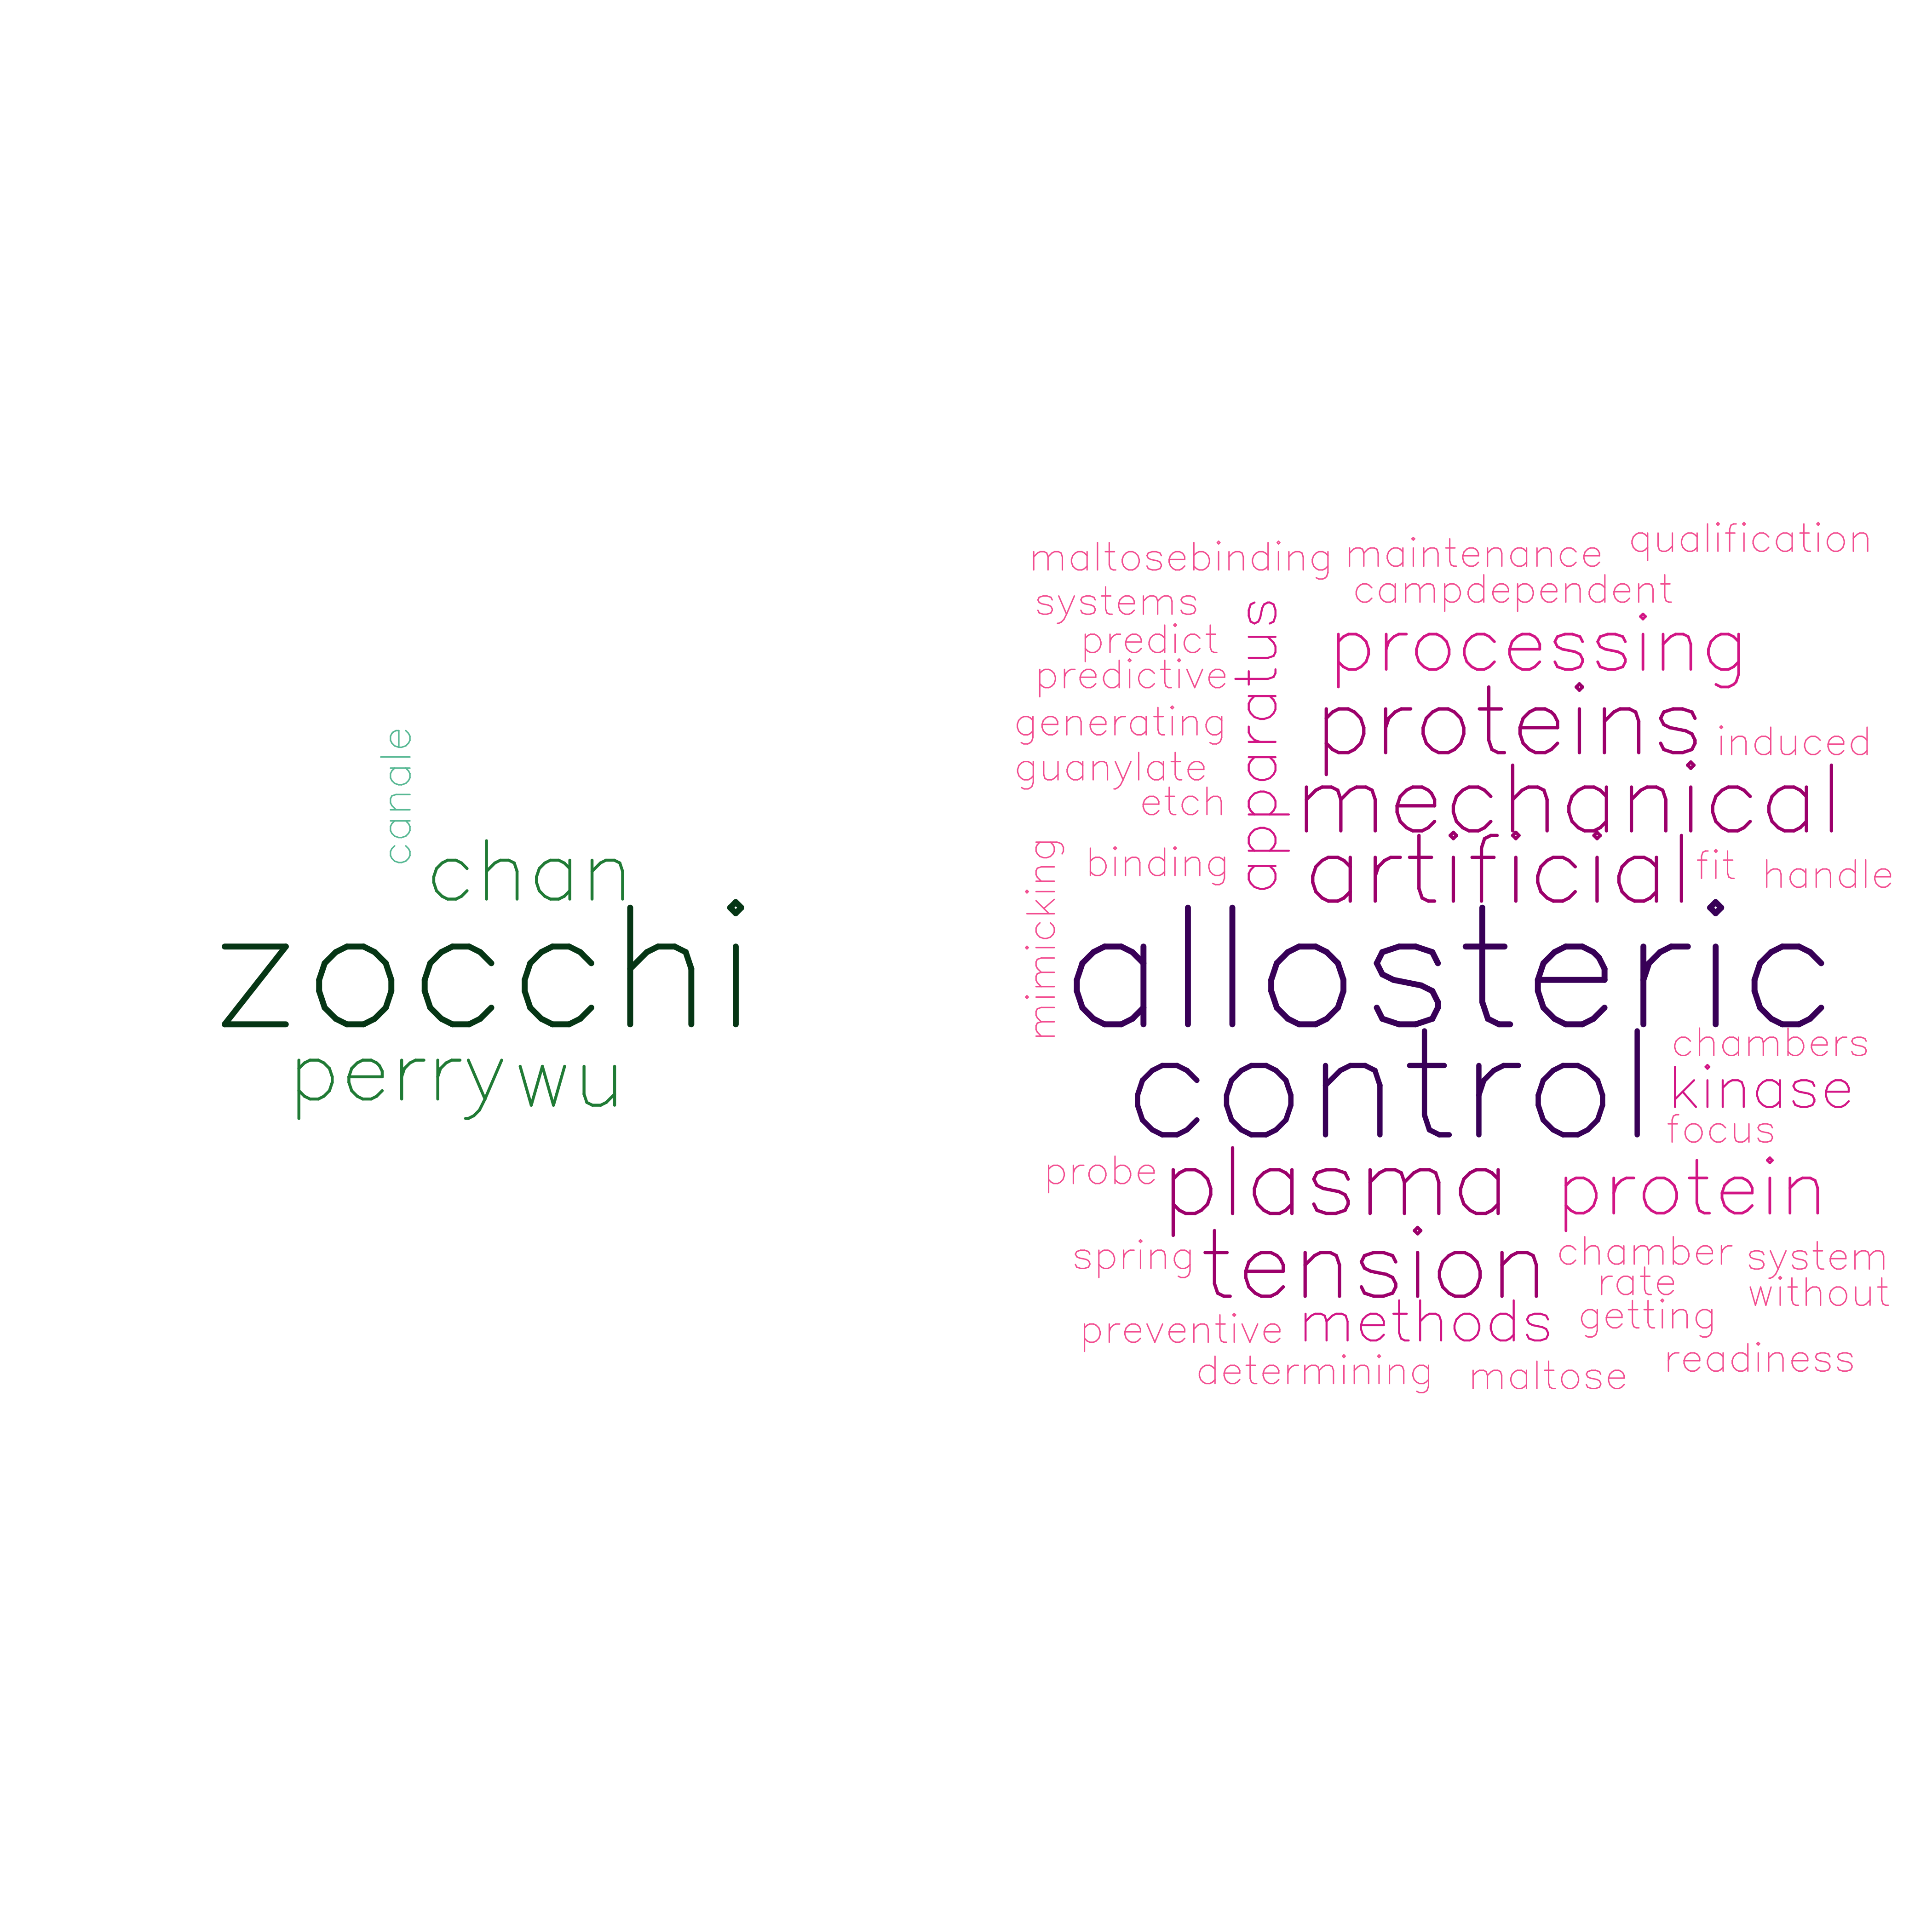 canale
chan
zocchi
perry wu
maltosebinding maintenance qualification
systems campdependent
predict processing
predictive
apparatus
proteins
generating induced
guanylate
mechanical
etch
artificial
binding fit handle
mimicking
allosteric
chambers
control
kinase
focus
probe plasma protein
spring tension chamber system
rate without
preventive methods getting
determining maltose readiness